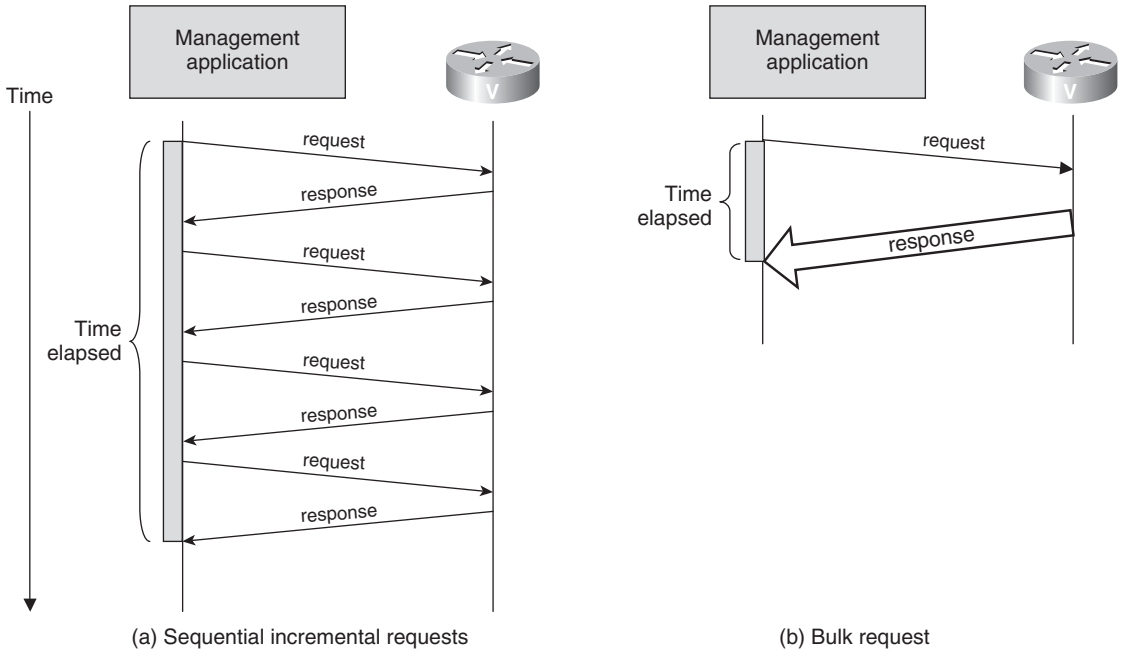 Management
application
V
Time
request
response
request
response
Time
elapsed
request
response
request
response
(a) Sequential incremental requests
Management
application
V
request
Time
elapsed
response
(b) Bulk request